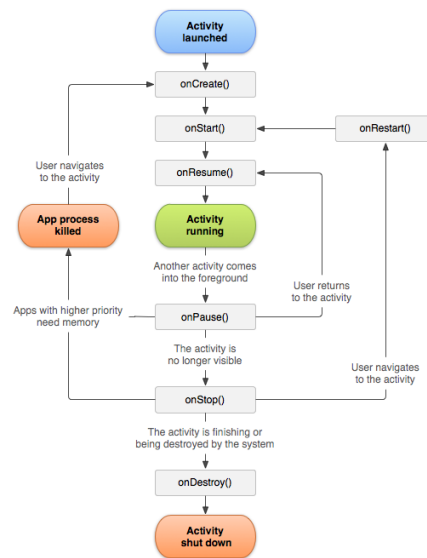 Activity
launched
onCreate()
onStart()
onRestart()
User navigates
to the activity
onResume()
App process
killed
Activity
running
Another activity comes
into the foreground
User returns
to the activity
Apps with higher priority
need memory
onPause()
The activity is
no longer visible
User navigates
to the activity
onStop()
The activity is finishing or
being destroyed by the system
onDestroy()
Activity
shut down